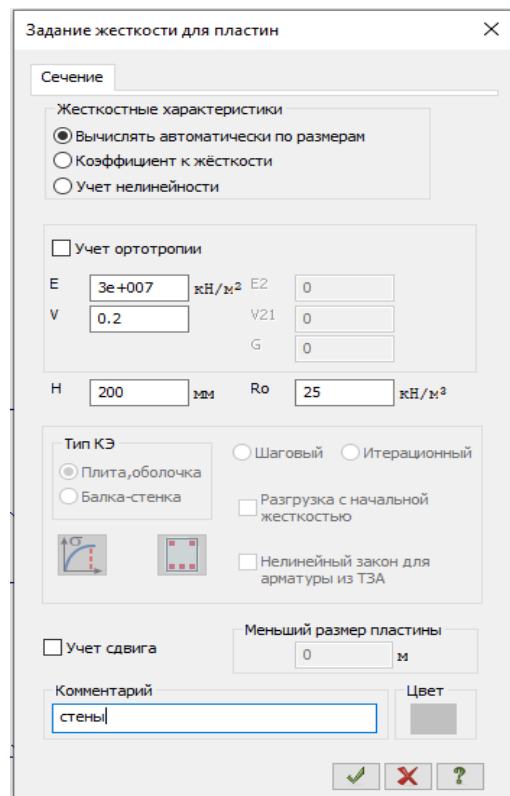 Задание жесткости для пластин
Сечение
Жесткостные характеристики
Вычислять автоматически по размерам
Коэффициент к жёсткости
Учет нелинейности
Учет ортотропии
E 3e+007 кН/м² E2 0
V 0.2 V21 0
G 0
H 200 мм Ro 25 кН/м³
Тип КЭ
Плита,оболочка
Балка-стенка
Шаговый Итерационный
Разгрузка с начальной
жесткостью
σ
Нелинейный закон для
арматуры из ТЗА
Учет сдвига
Меньший размер пластины
0 м
Комментарий
стены
Цвет
?